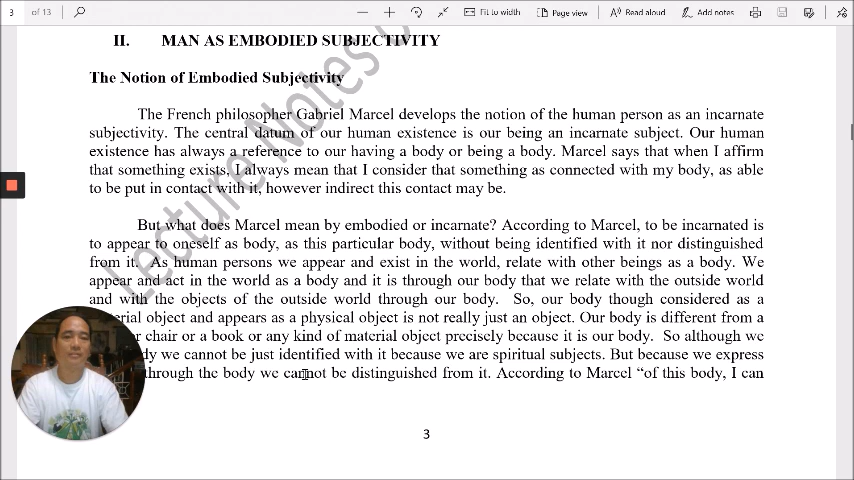 3 of 13 Fit to width Page view Read aloud Add notes
II. MAN AS EMBODIED SUBJECTIVITY
The Notion of Embodied Subjectivity
The French philosopher Gabriel Marcel develops the notion of the human person as an incarnate
subjectivity. The central datum of our human existence is our being an incarnate subject. Our human
existence has always a reference to our having a body or being a body. Marcel says that when I affirm
that something exists, I always mean that I consider that something as connected with my body, as able
to be put in contact with it, however indirect this contact may be.
But what does Marcel mean by embodied or incarnate? According to Marcel, to be incarnated is
to appear to oneself as body, as this particular body, without being identified with it nor distinguished
from it. As human persons we appear and exist in the world, relate with other beings as a body. We
appear and act in the world as a body and it is through our body that we relate with the outside world
and with the objects of the outside world through our body. So, our body though considered as a
object and appears as a physical object is not really just an object. Our body is different from a
chair or a book or any kind of material object precisely because it is our body. So although we
we cannot be just identified with it because we are spiritual subjects. But because we express
through the body we cannot be distinguished from it. According to Marcel “of this body, I can
3
Lecture Notes